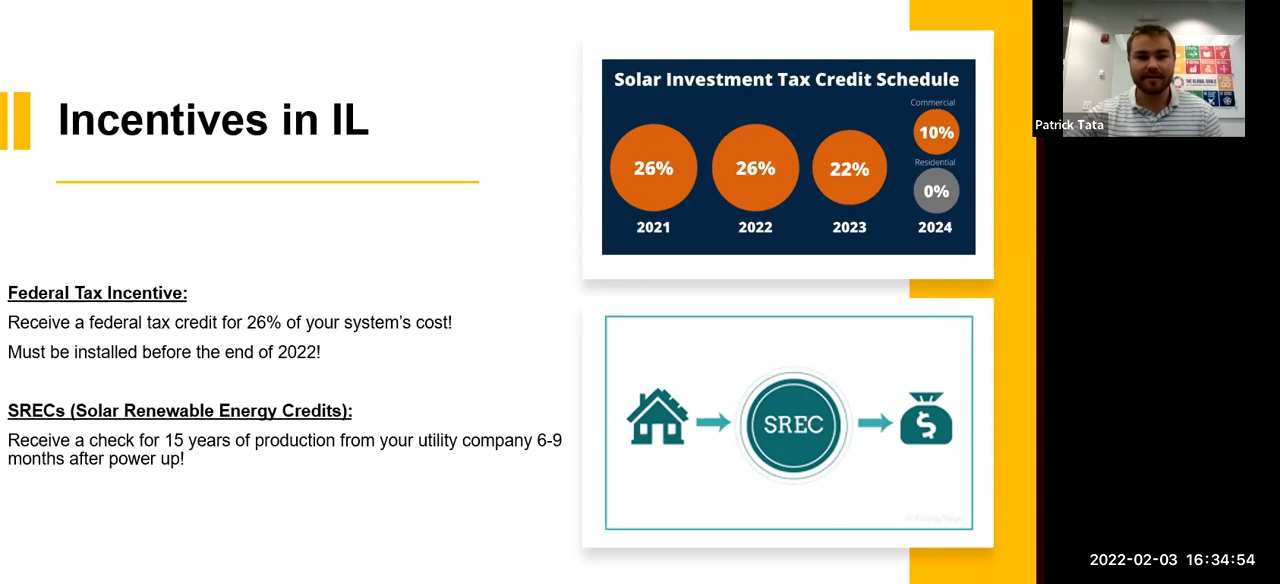 Incentives in IL
Federal Tax Incentive:
Receive a federal tax credit for 26% of your system's cost!
Must be installed before the end of 2022!
SRECs (Solar Renewable Energy Credits):
Receive a check for 15 years of production from your utility company 6-9
months after power up!
Solar Investment Tax Credit Schedule
Commercial
10%
26%
26%
22%
Residential
0%
2021
2022
2023
2024
SREC
Patrick Tata
THE GLOBAL GOALS
2022-02-03 16:34:54